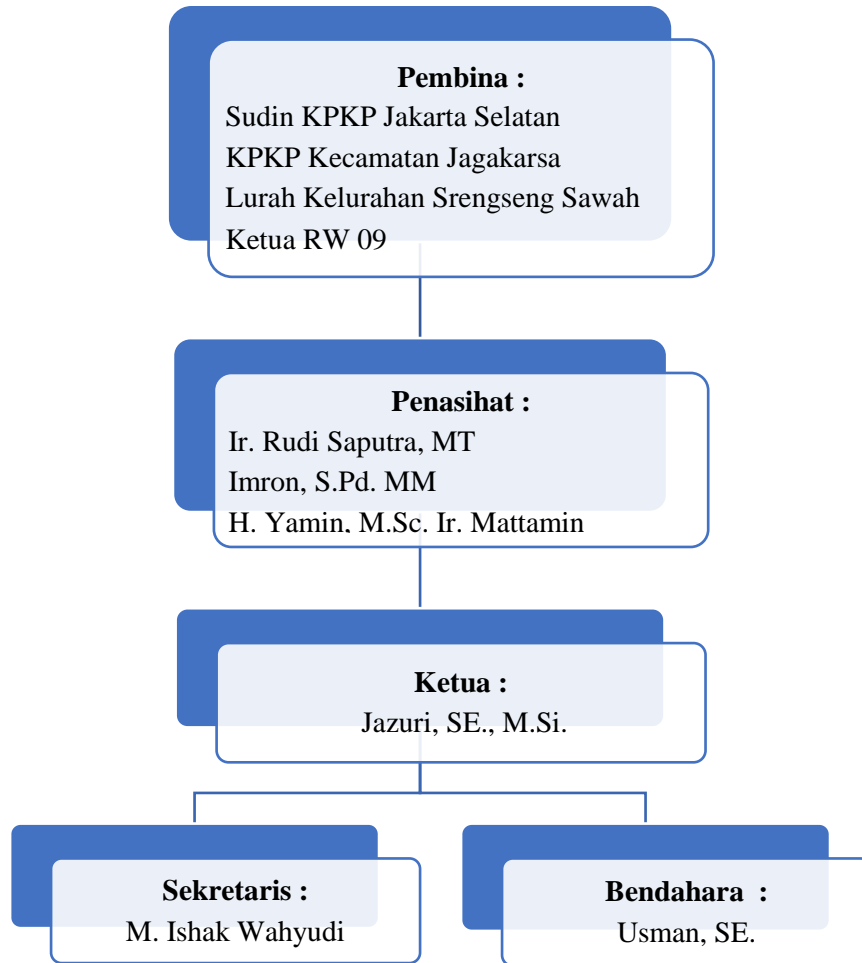 Pembina :
Sudin KPKP Jakarta Selatan
KPKP Kecamatan Jagakarsa
Lurah Kelurahan Srengseng Sawah
Ketua RW 09
Penasihat :
Ir. Rudi Saputra, MT
Imron, S.Pd. MM
H. Yamin, M.Sc. Ir. Mattamin
Ketua :
Jazuri, SE., M.Si.
Sekretaris :
M. Ishak Wahyudi
Bendahara :
Usman, SE.